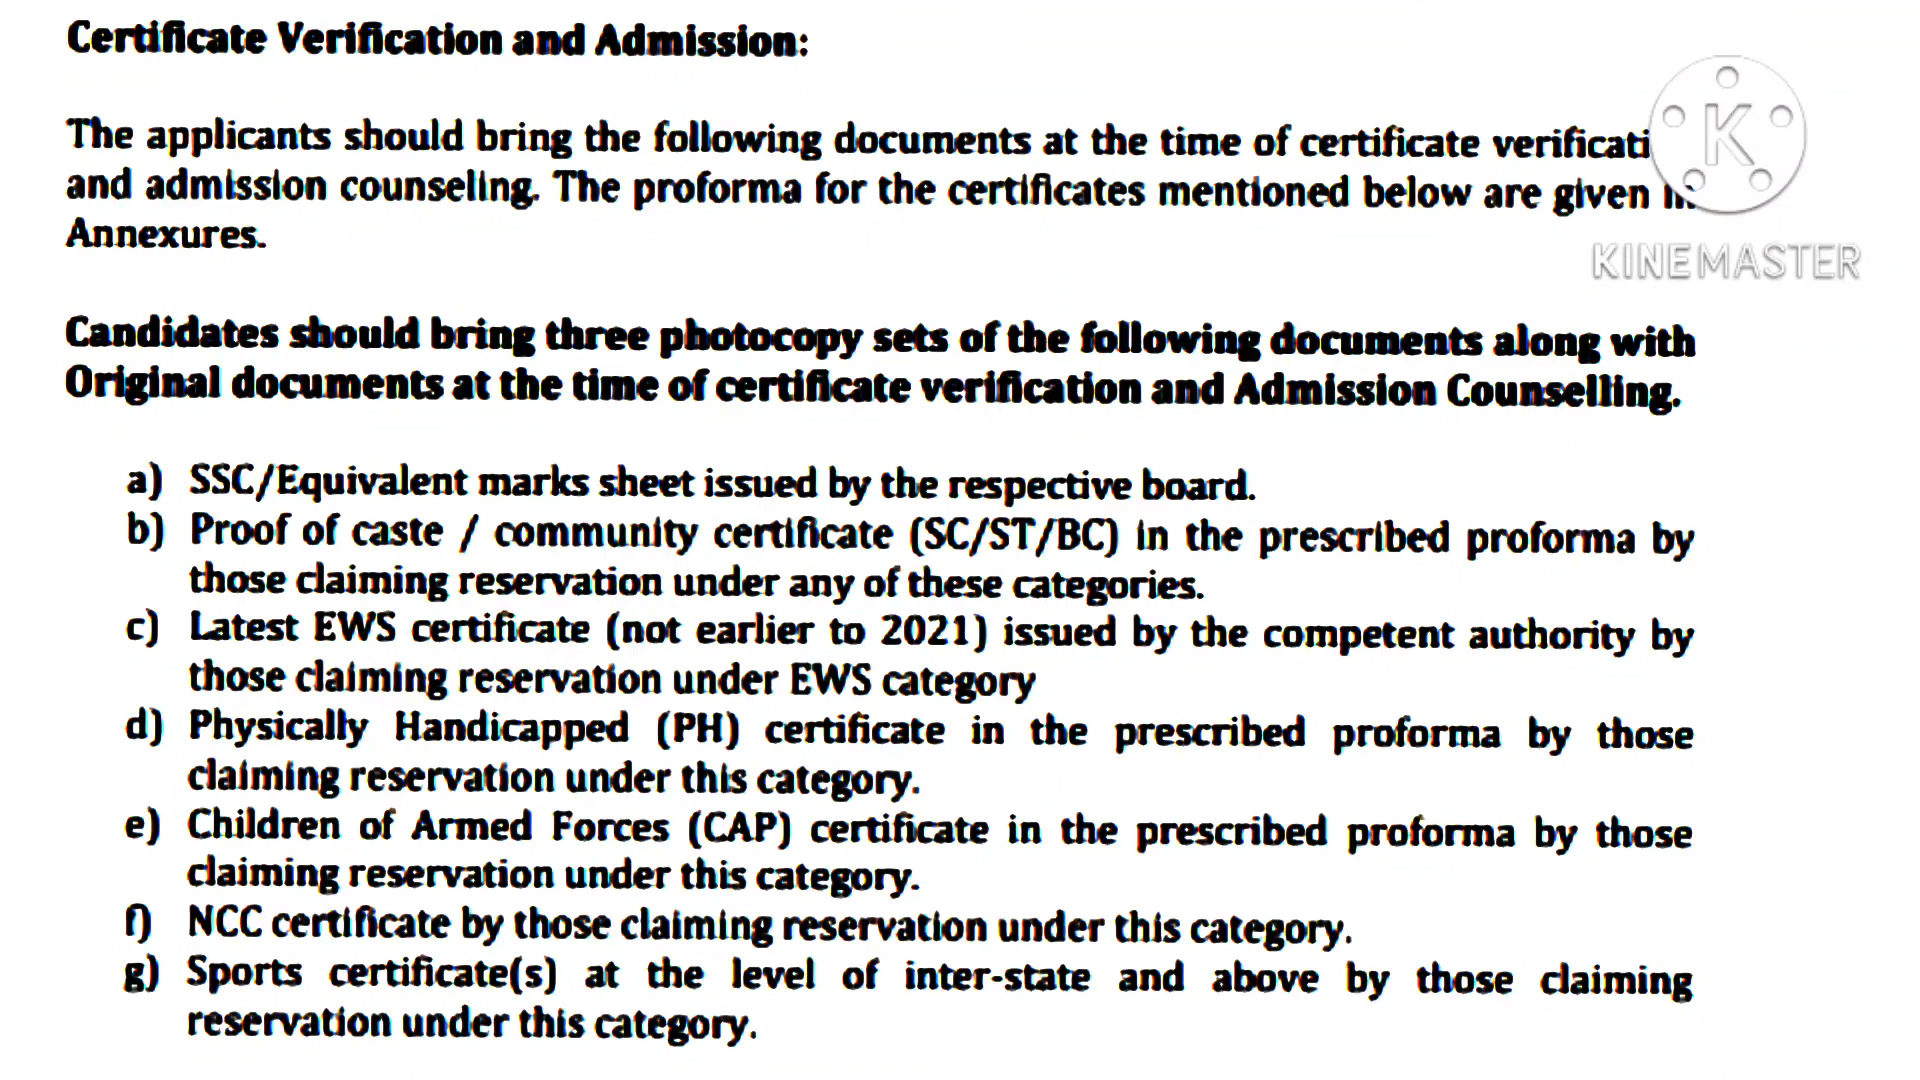 Certificate Verification and Admission:
The applicants should bring the following documents at the time of certificate verificati
and admission counseling. The proforma for the certificates mentioned below are given
Annexures.
K
KINEMASTER
Candidates should bring three photocopy sets of the following documents along with
Original documents at the time of certificate verification and Admission Counselling.
a) SSC/Equivalent marks sheet issued by the respective board.
b) Proof of caste / community certificate (SC/ST/BC) in the prescribed proforma by
those claiming reservation under any of these categories.
c) Latest EWS certificate (not earlier to 2021) issued by the competent authority by
those claiming reservation under EWS category
d) Physically Handicapped (PH) certificate in the prescribed proforma by those
claiming reservation under this category.
e) Children of Armed Forces (CAP) certificate in the prescribed proforma by those
claiming reservation under this category.
f) NCC certificate by those claiming reservation under this category.
g) Sports certificate(s) at the level of inter-state and above by those claiming
reservation under this category.